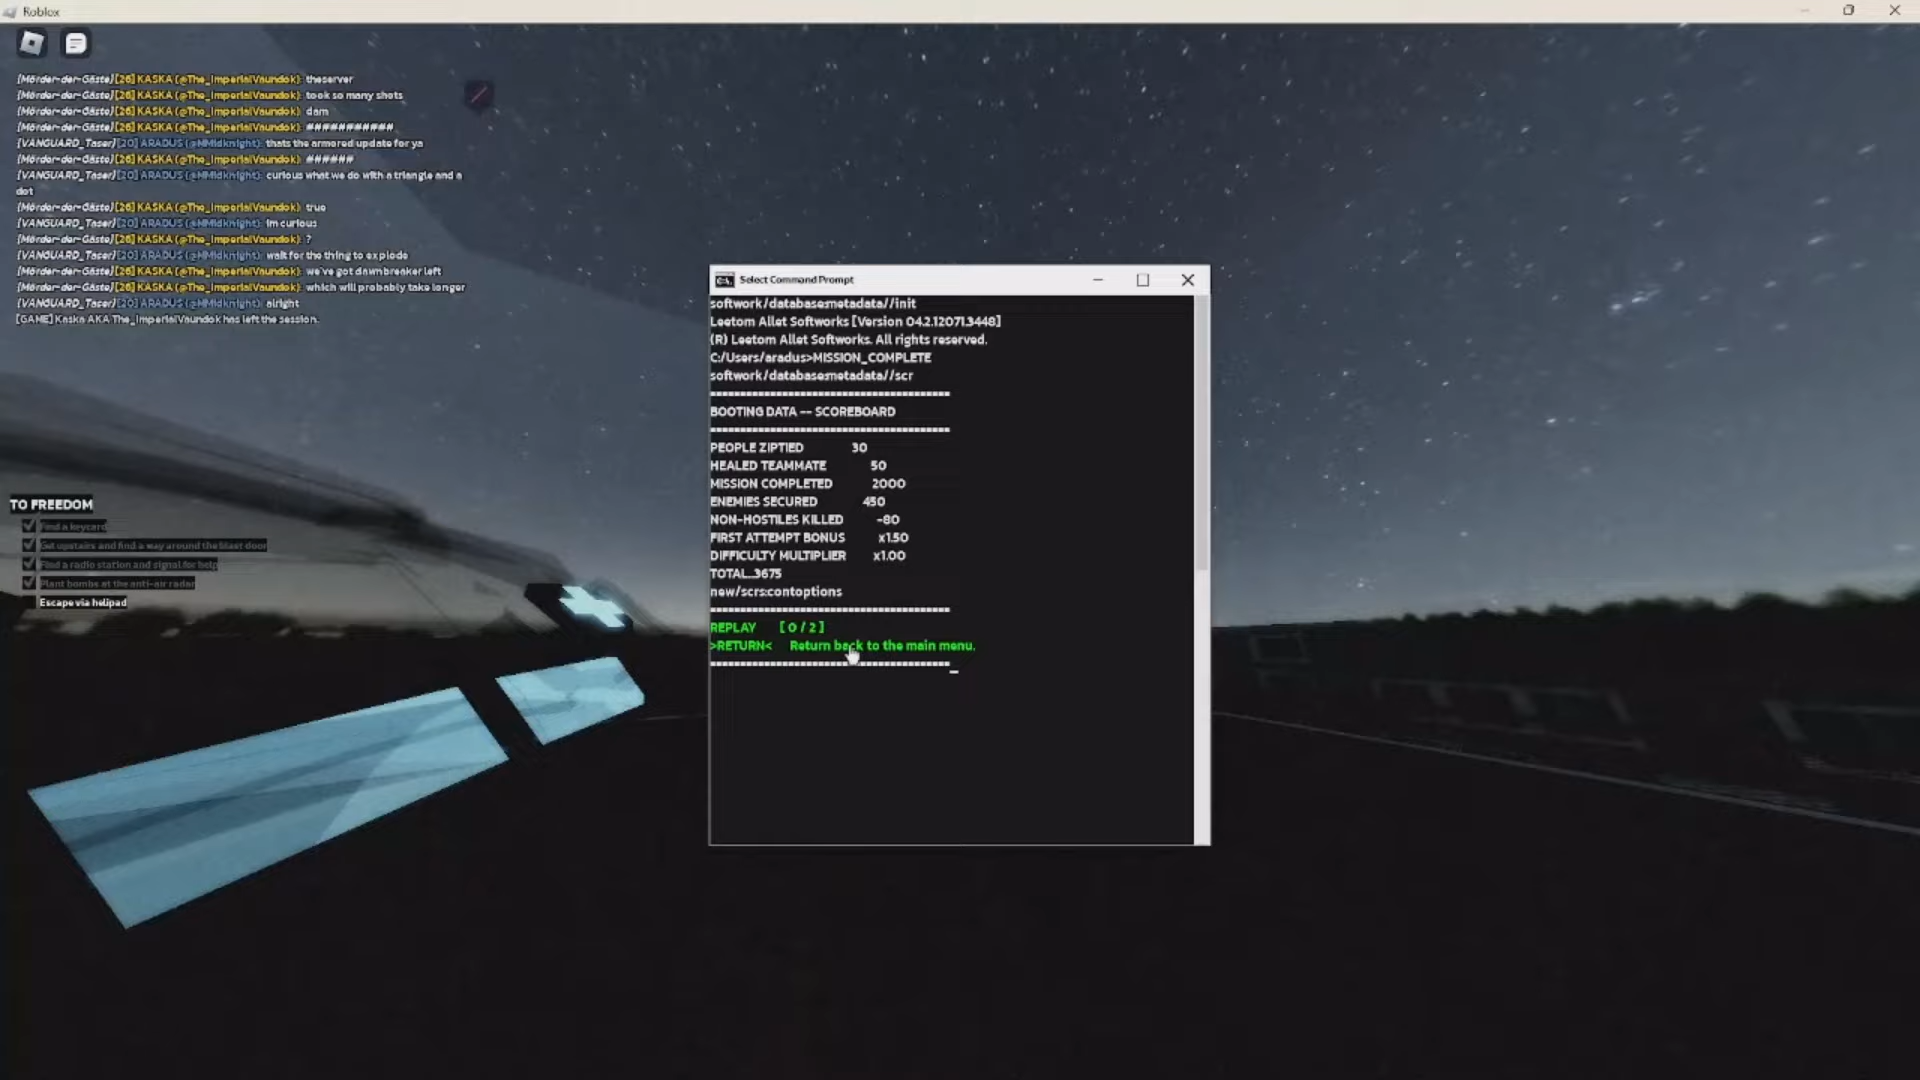 Roblox
[Mörder-der-Gäste][26] KASKA (@The_ImperialVaundok): theserver
[Mörder-der-Gäste][26] KASKA (@The_ImperialVaundok): took so many shots
[Mörder-der-Gäste][26] KASKA (@The_ImperialVaundok): dam
[Mörder-der-Gäste][26] KASKA (@The_ImperialVaundok): ###########
[VANGUARD_Taser][20] ARADUS (@MMidknight): thats the armored update for ya
[Mörder-der-Gäste][26] KASKA (@The_ImperialVaundok): ######
[VANGUARD_Taser][20] ARADUS (@MMidknight): curious what we do with a triangle and a
dot
[Mörder-der-Gäste][26] KASKA (@The_ImperialVaundok): true
[VANGUARD_Taser][20] ARADUS (@MMidknight): im curious
[Mörder-der-Gäste][26] KASKA (@The_ImperialVaundok): ?
[VANGUARD_Taser][20] ARADUS (@MMidknight): wait for the thing to explode
[Mörder-der-Gäste][26] KASKA (@The_ImperialVaundok): we've got dawnbreaker left
[Mörder-der-Gäste][26] KASKA (@The_ImperialVaundok): which will probably take longer
[VANGUARD_Taser][20] ARADUS (@MMidknight): alright
[GAME] Kaska AKA The_ImperialVaundok has left the session.
TO FREEDOM
Find a keycard
Get upstairs and find a way around the blast door
Find a radio station and signal for help
Plant bombs at the anti-air radar
Escape via helipad
Select Command Prompt
softwork/database:metadata//init
Leetom Allet Softworks [Version 04.2.12071.3448]
(R) Leetom Allet Softworks. All rights reserved.
C:/Users/aradus>MISSION_COMPLETE
softwork/database:metadata//scr
BOOTING DATA -- SCOREBOARD
PEOPLE ZIPTIED 30
HEALED TEAMMATE 50
MISSION COMPLETED 2000
ENEMIES SECURED 450
NON-HOSTILES KILLED -80
FIRST ATTEMPT BONUS x1.50
DIFFICULTY MULTIPLIER x1.00
TOTAL..3675
new/scrs:contoptions
REPLAY [ 0 / 2 ]
>RETURN< Return back to the main menu.